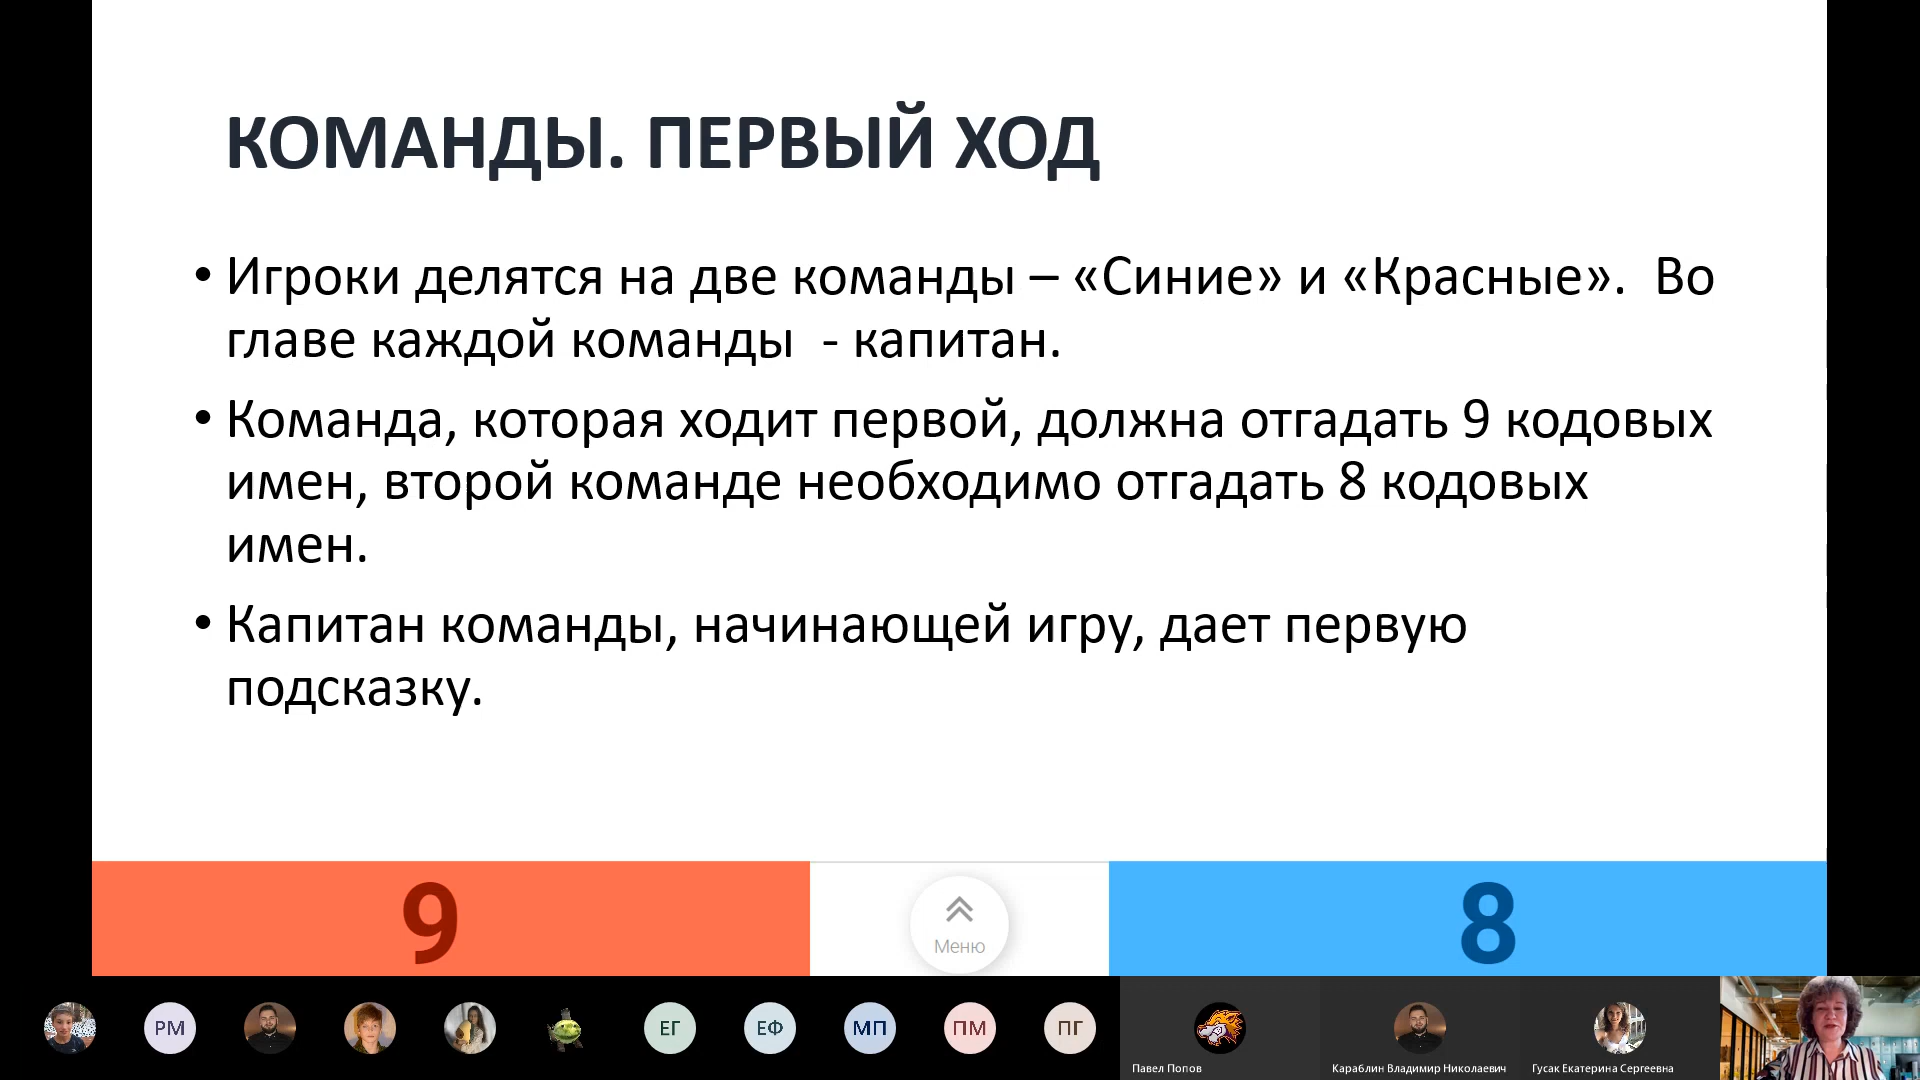 КОМАНДЫ. ПЕРВЫЙ ХОД
• Игроки делятся на две команды – «Синие» и «Красные».  Во
главе каждой команды  - капитан.
• Команда, которая ходит первой, должна отгадать 9 кодовых
имен, второй команде необходимо отгадать 8 кодовых
имен.
• Капитан команды, начинающей игру, дает первую
подсказку.
9
Меню
8
РМ
ЕГ
ЕФ
МП
ПМ
ПГ
Павел Попов
Караблин Владимир Николаевич
Гусак Екатерина Сергеевна